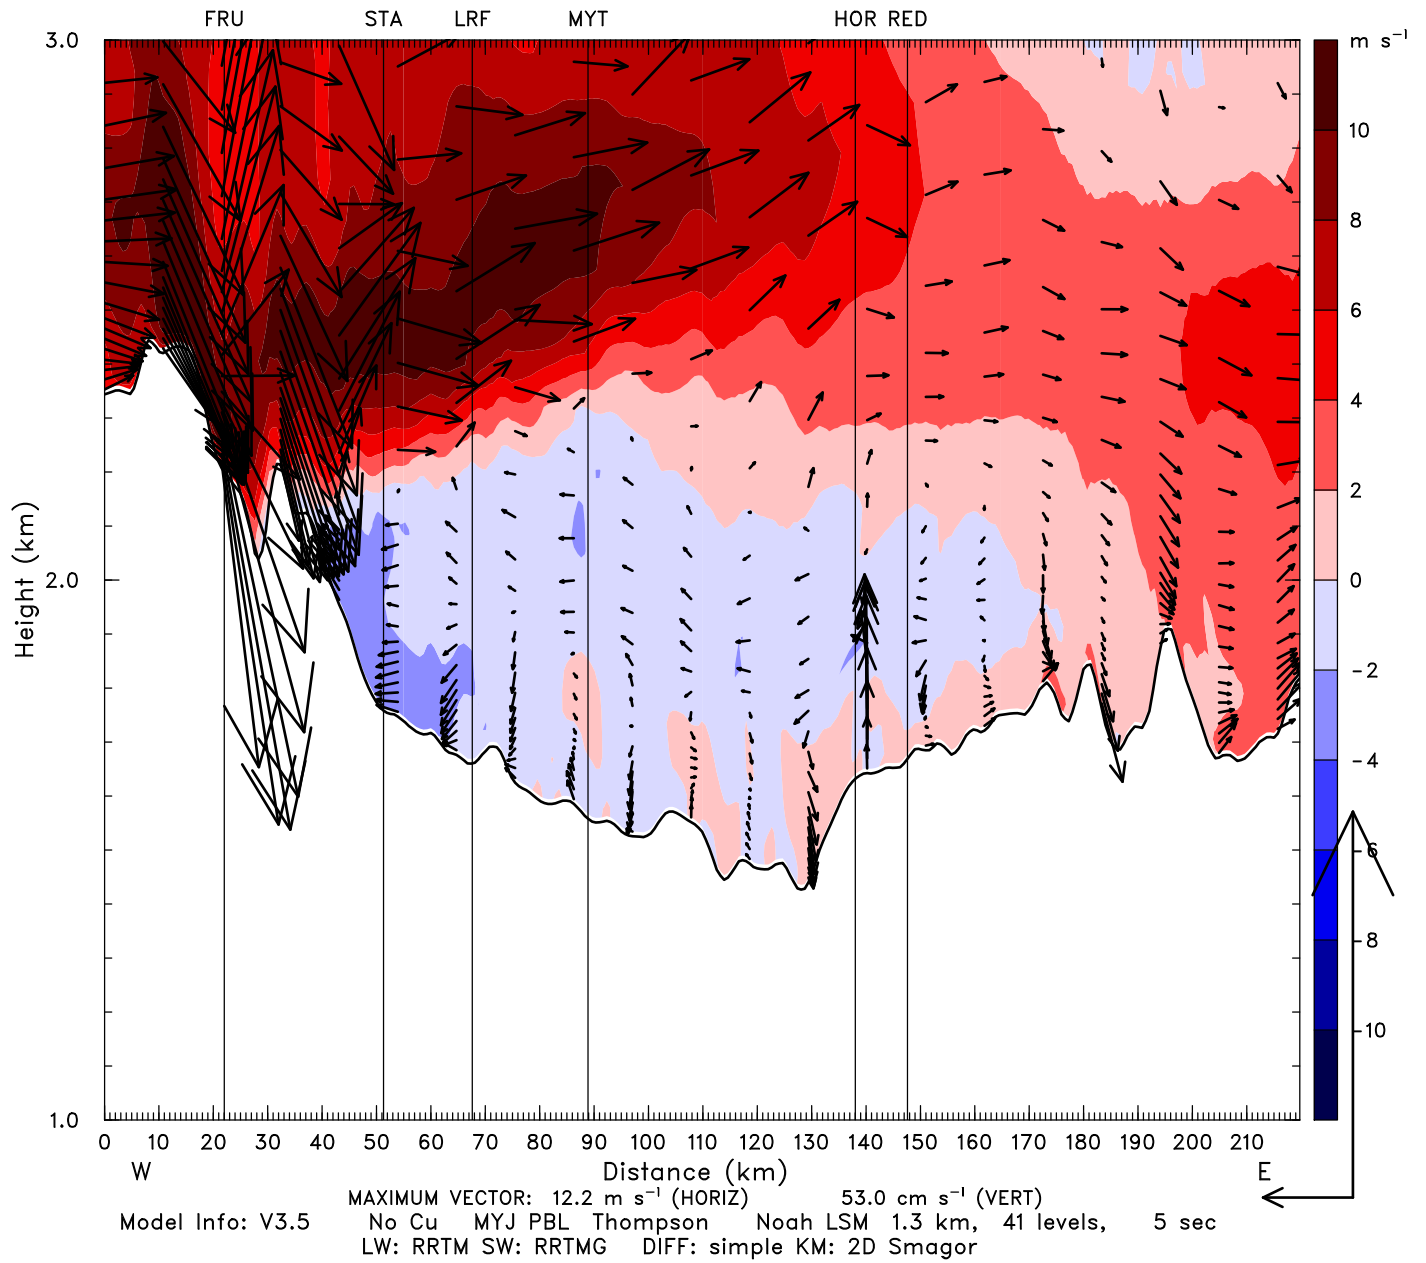 FRU STA LRF MYT HOR RED
3.0
m s⁻¹
10
8
6
4
2
Height (km)
2.0
0
-2
-4
-6
-8
-10
1.0
0 10 20 30 40 50 60 70 80 90 100 110 120 130 140 150 160 170 180 190 200 210
W Distance (km) E
MAXIMUM VECTOR: 12.2 m s⁻¹ (HORIZ) 53.0 cm s⁻¹ (VERT)
Model Info: V3.5 No Cu MYJ PBL Thompson Noah LSM 1.3 km, 41 levels, 5 sec
LW: RRTM SW: RRTMG DIFF: simple KM: 2D Smagor